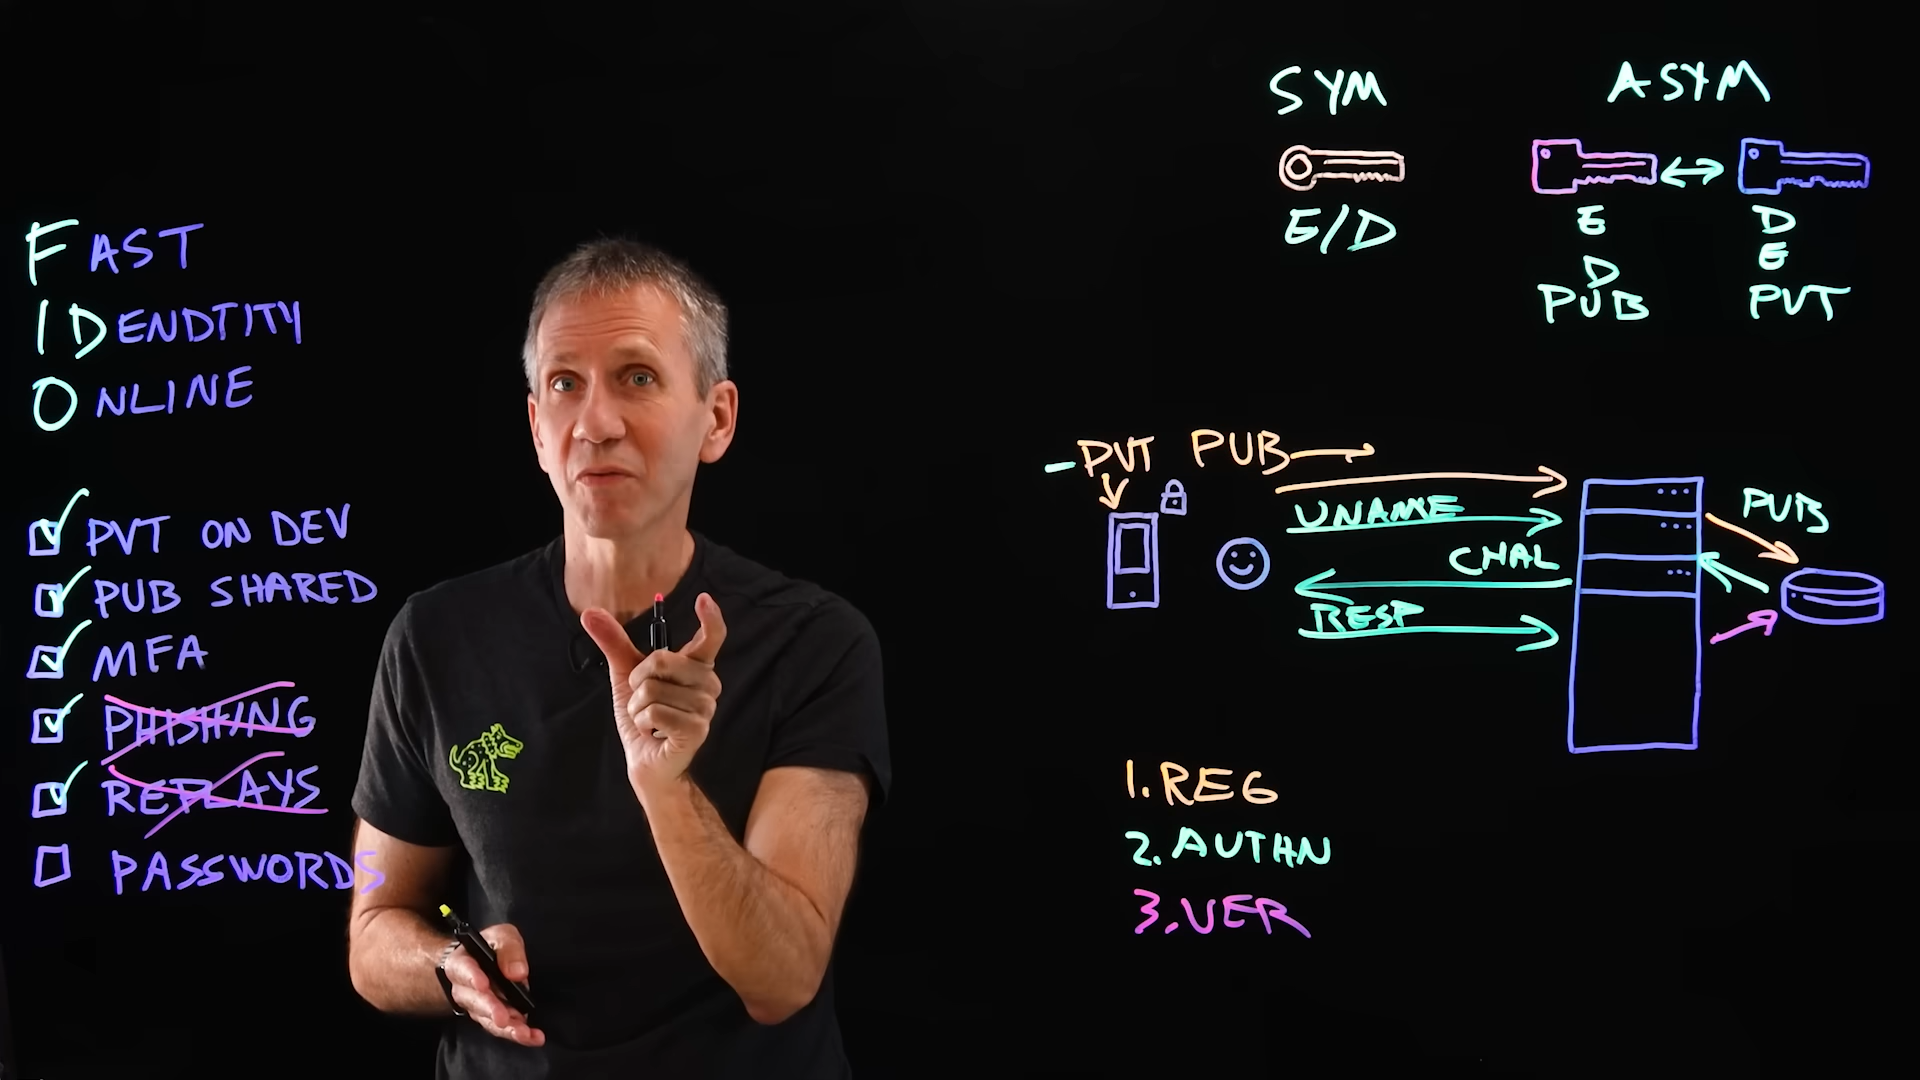 FAST
IDENDTITY
ONLINE
PVT ON DEV
PUB SHARED
MFA
PHISHING
REPLAYS
PASSWORDS
SYM
E/D
ASYM
E
D
PUB
D
E
PVT
PVT PUB
UNAME
CHAL
RESP
PUB
1. REG
2. AUTHN
3. VER